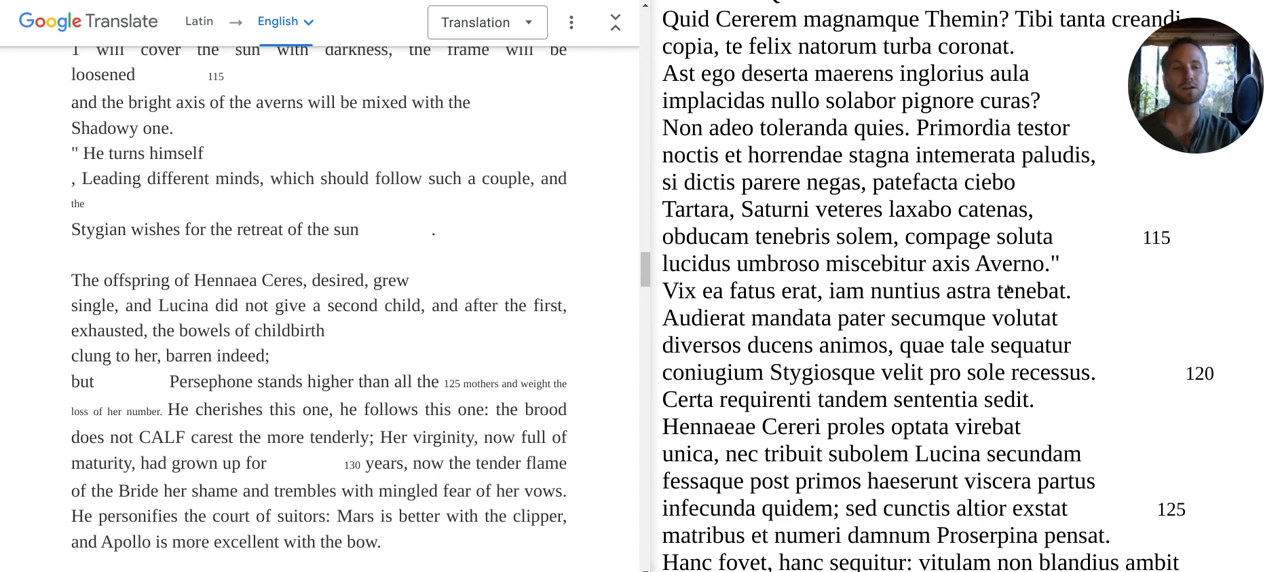 Google Translate Latin → English Translation
I will cover the sun with darkness, the frame will be
loosened 115
and the bright axis of the averns will be mixed with the
Shadowy one.
" He turns himself
, Leading different minds, which should follow such a couple, and
the
Stygian wishes for the retreat of the sun .
The offspring of Hennaea Ceres, desired, grew
single, and Lucina did not give a second child, and after the first,
exhausted, the bowels of childbirth
clung to her, barren indeed;
but Persephone stands higher than all the 125 mothers and weight the
loss of her number. He cherishes this one, he follows this one: the brood
does not CALF carest the more tenderly; Her virginity, now full of
maturity, had grown up for 130 years, now the tender flame
of the Bride her shame and trembles with mingled fear of her vows.
He personifies the court of suitors: Mars is better with the clipper,
and Apollo is more excellent with the bow.
Quid Cererem magnamque Themin? Tibi tanta creandi
copia, te felix natorum turba coronat.
Ast ego deserta maerens inglorius aula
implacidas nullo solabor pignore curas?
Non adeo toleranda quies. Primordia testor
noctis et horrendae stagna intemerata paludis,
si dictis parere negas, patefacta ciebo
Tartara, Saturni veteres laxabo catenas,
obducam tenebris solem, compage soluta 115
lucidus umbroso miscebitur axis Averno."
Vix ea fatus erat, iam nuntius astra tenebat.
Audierat mandata pater secumque volutat
diversos ducens animos, quae tale sequatur
coniugium Stygiosque velit pro sole recessus. 120
Certa requirenti tandem sententia sedit.
Hennaeae Cereri proles optata virebat
unica, nec tribuit subolem Lucina secundam
fessaque post primos haeserunt viscera partus
infecunda quidem; sed cunctis altior exstat 125
matribus et numeri damnum Proserpina pensat.
Hanc fovet, hanc sequitur: vitulam non blandius ambit